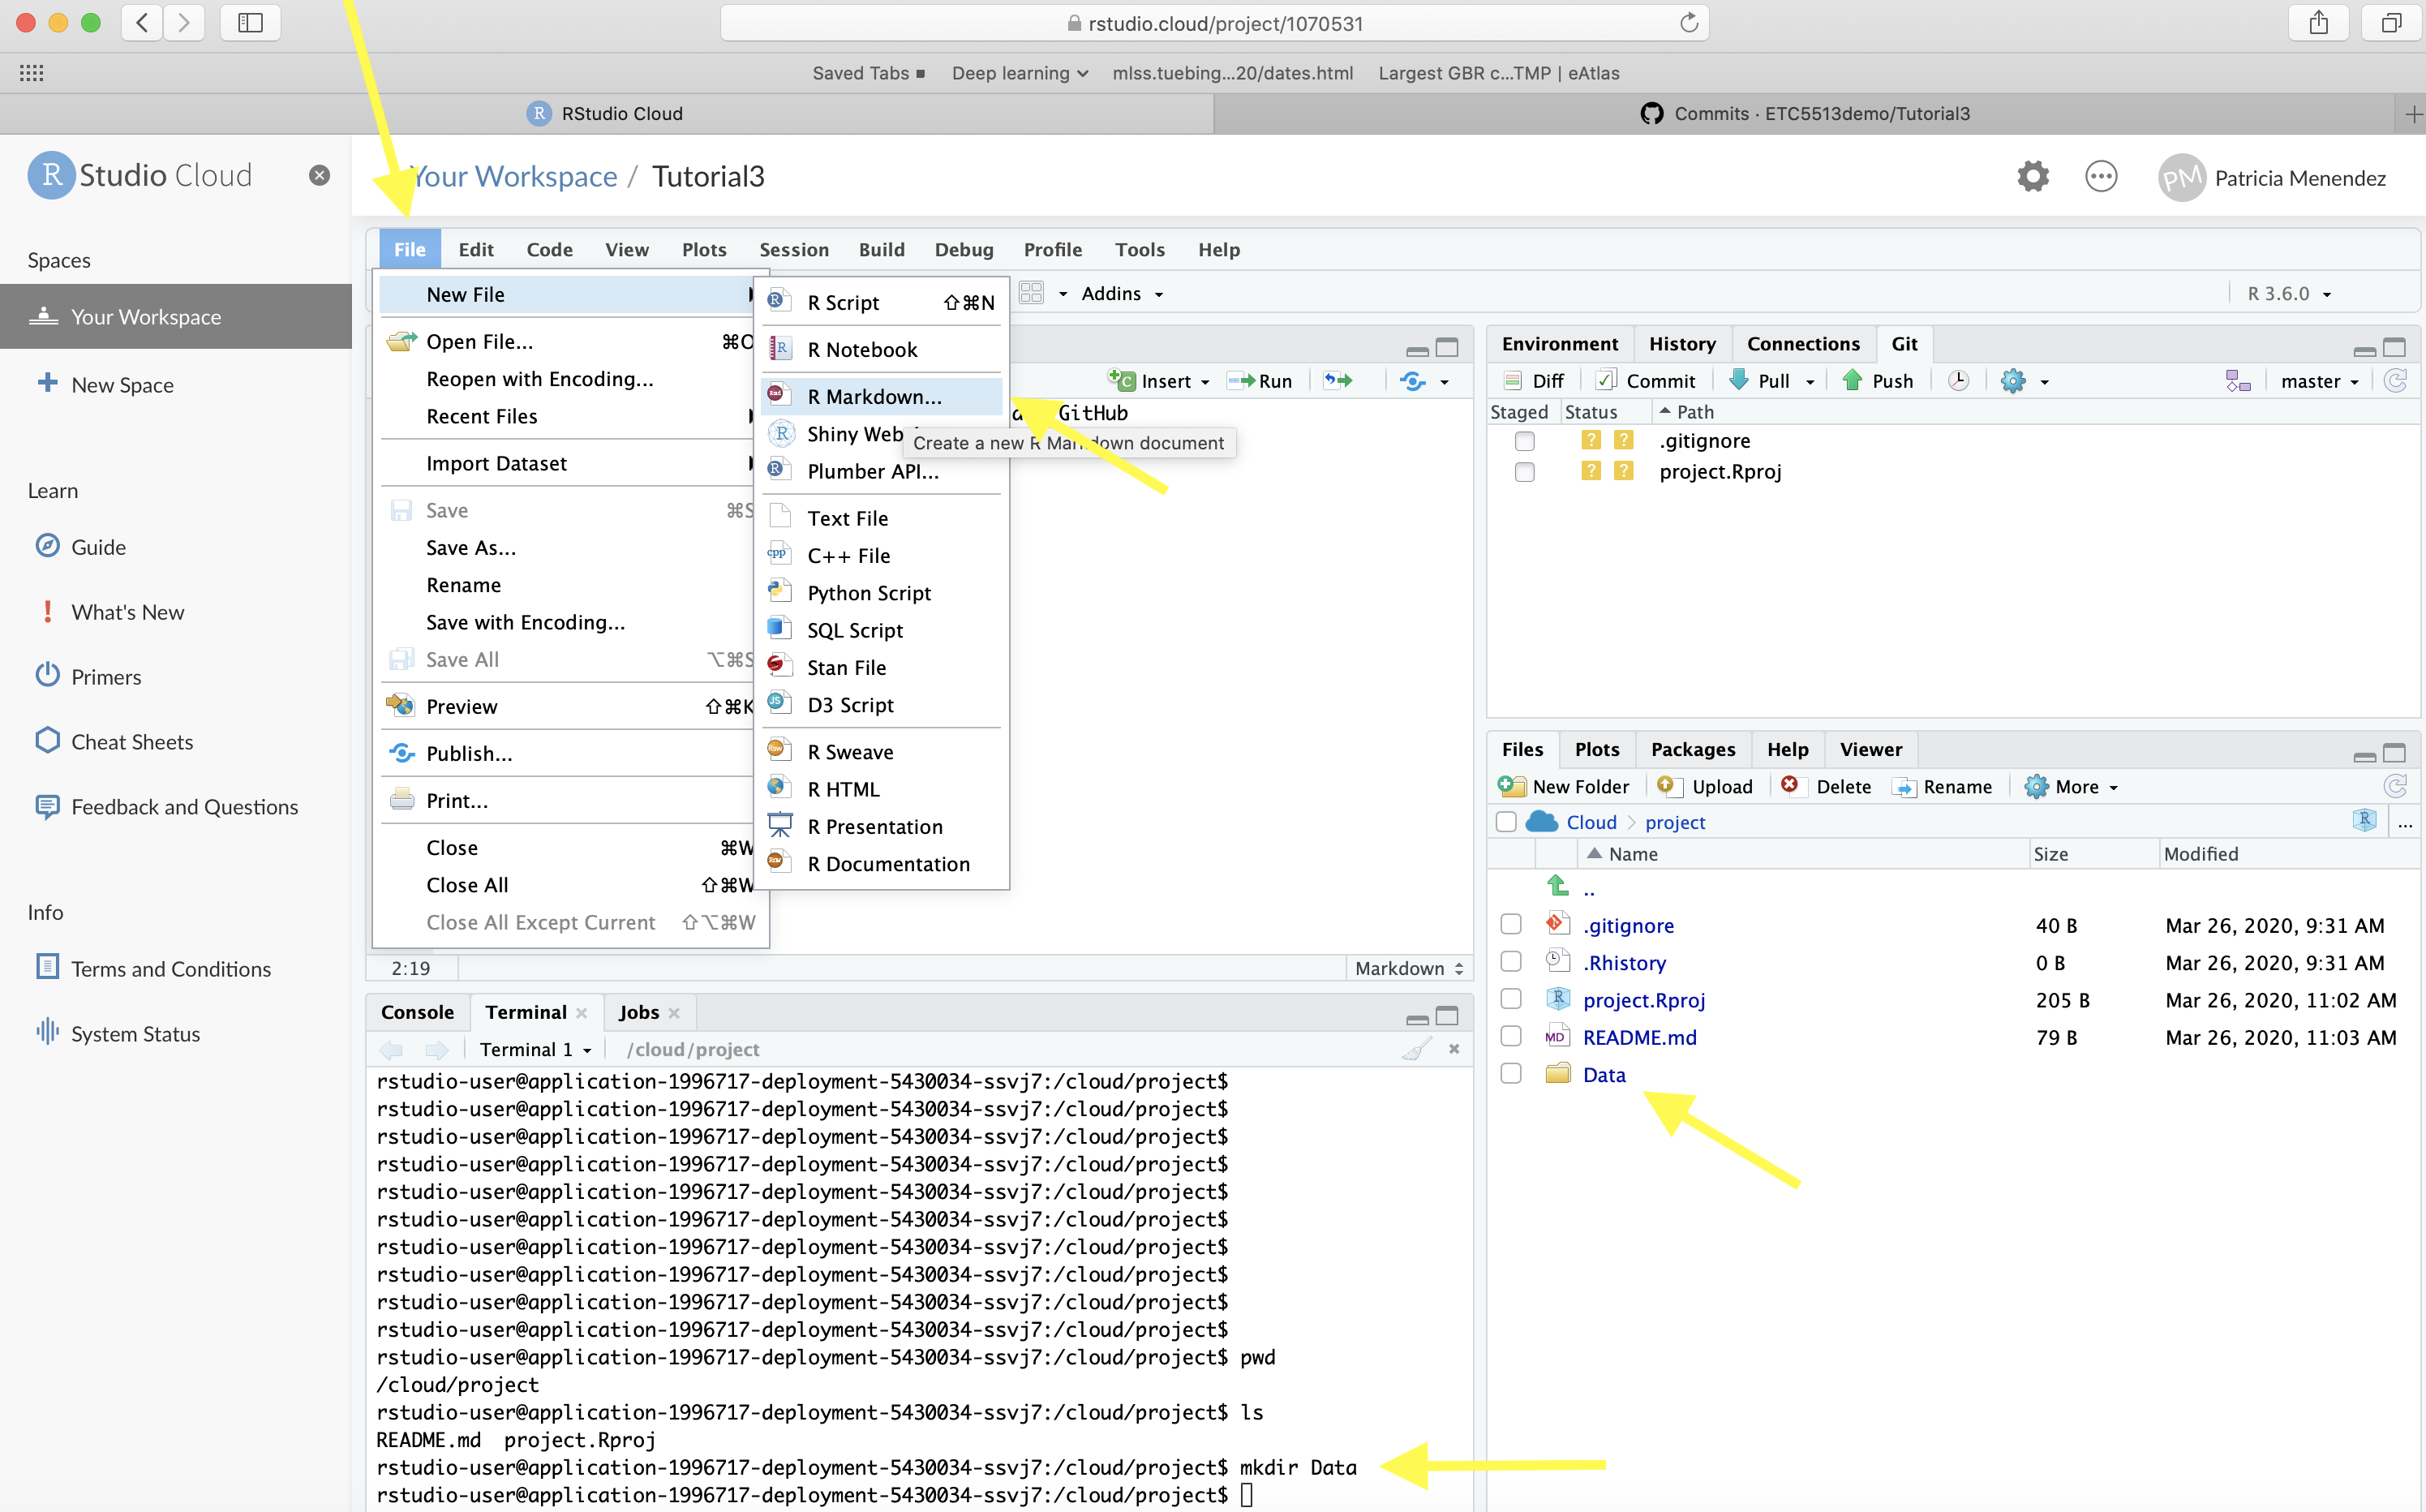 rstudio.cloud/project/1070531
Saved Tabs
Deep learning
mlss.tuebing...20/dates.html
Largest GBR c...TMP | eAtlas
R RStudio Cloud
Commits · ETC5513demo/Tutorial3
R Studio Cloud
Your Workspace / Tutorial3
PM Patricia Menendez
Spaces
Your Workspace
New Space
Learn
Guide
What's New
Primers
Cheat Sheets
Feedback and Questions
Info
Terms and Conditions
System Status
File Edit Code View Plots Session Build Debug Profile Tools Help
Addins
R 3.6.0
New File
Open File... ⌘O
Reopen with Encoding...
Recent Files
Import Dataset
Save ⌘S
Save As...
Rename
Save with Encoding...
Save All ⌥⌘S
Preview ⇧⌘K
Publish...
Print...
Close ⌘W
Close All ⇧⌘W
Close All Except Current ⇧⌥⌘W
R Script ⇧⌘N
R Notebook
R Markdown...
Shiny Web
Create a new R Markdown document
Plumber API...
Text File
C++ File
Python Script
SQL Script
Stan File
D3 Script
R Sweave
R HTML
R Presentation
R Documentation
Insert Run
GitHub
2:19 Markdown
Console Terminal Jobs
Terminal 1 /cloud/project
rstudio-user@application-1996717-deployment-5430034-ssvj7:/cloud/project$
rstudio-user@application-1996717-deployment-5430034-ssvj7:/cloud/project$
rstudio-user@application-1996717-deployment-5430034-ssvj7:/cloud/project$
rstudio-user@application-1996717-deployment-5430034-ssvj7:/cloud/project$
rstudio-user@application-1996717-deployment-5430034-ssvj7:/cloud/project$
rstudio-user@application-1996717-deployment-5430034-ssvj7:/cloud/project$
rstudio-user@application-1996717-deployment-5430034-ssvj7:/cloud/project$
rstudio-user@application-1996717-deployment-5430034-ssvj7:/cloud/project$
rstudio-user@application-1996717-deployment-5430034-ssvj7:/cloud/project$
rstudio-user@application-1996717-deployment-5430034-ssvj7:/cloud/project$
rstudio-user@application-1996717-deployment-5430034-ssvj7:/cloud/project$ pwd
/cloud/project
rstudio-user@application-1996717-deployment-5430034-ssvj7:/cloud/project$ ls
README.md project.Rproj
rstudio-user@application-1996717-deployment-5430034-ssvj7:/cloud/project$ mkdir Data
rstudio-user@application-1996717-deployment-5430034-ssvj7:/cloud/project$
Environment History Connections Git
Diff Commit Pull Push master
Staged Status Path
? ? .gitignore
? ? project.Rproj
Files Plots Packages Help Viewer
New Folder Upload Delete Rename More
Cloud > project ...
Name Size Modified
..
.gitignore 40 B Mar 26, 2020, 9:31 AM
.Rhistory 0 B Mar 26, 2020, 9:31 AM
project.Rproj 205 B Mar 26, 2020, 11:02 AM
README.md 79 B Mar 26, 2020, 11:03 AM
Data